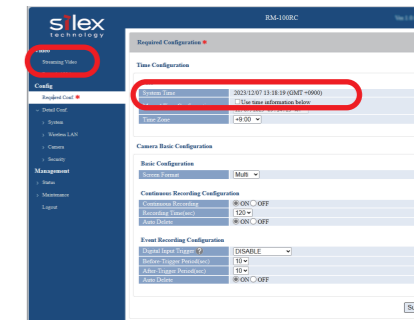 silex
technology
RM-100RC
Required Configuration
Streaming Video
Config
Required Conf
Detail Conf
System
Wireless LAN
Camera
Security
Management
Status
Maintenance
Logout
Time Configuration
System Time 2023/12/07 13:18:19 (GMT +0900)
Use time information below
Time Zone +9:00
Camera Basic Configuration
Basic Configuration
Screen Format Multi
Continuous Recording Configuration
Continuous Recording ON OFF
Recording Time(sec) 120
Auto Delete ON OFF
Event Recording Configuration
Digital Input Trigger ? DISABLE
Before-Trigger Period(sec) 10
After-Trigger Period(sec) 10
Auto Delete ON OFF